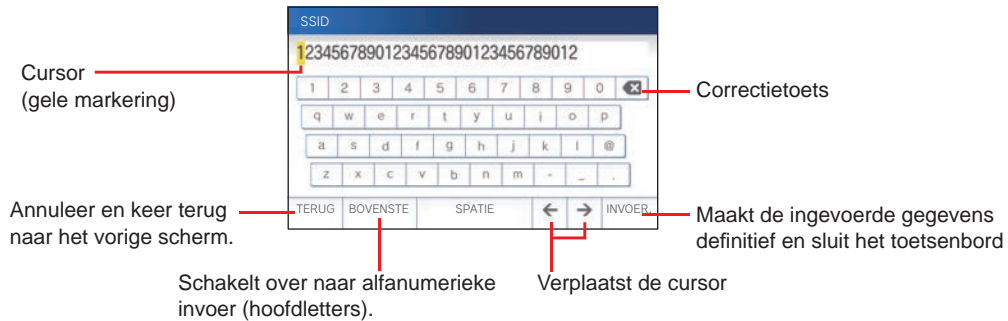 SSID
12345678901234567890123456789012
Cursor
(gele markering)
1 2 3 4 5 6 7 8 9 0
Correctietoets
q w e r t y u i o p
a s d f g h j k l @
z x c v b n m - _ .
Annuleer en keer terug
naar het vorige scherm.
TERUG BOVENSTE SPATIE ← → INVOER.
Maakt de ingevoerde gegevens
definitief en sluit het toetsenbord
Schakelt over naar alfanumerieke
invoer (hoofdletters).
Verplaatst de cursor